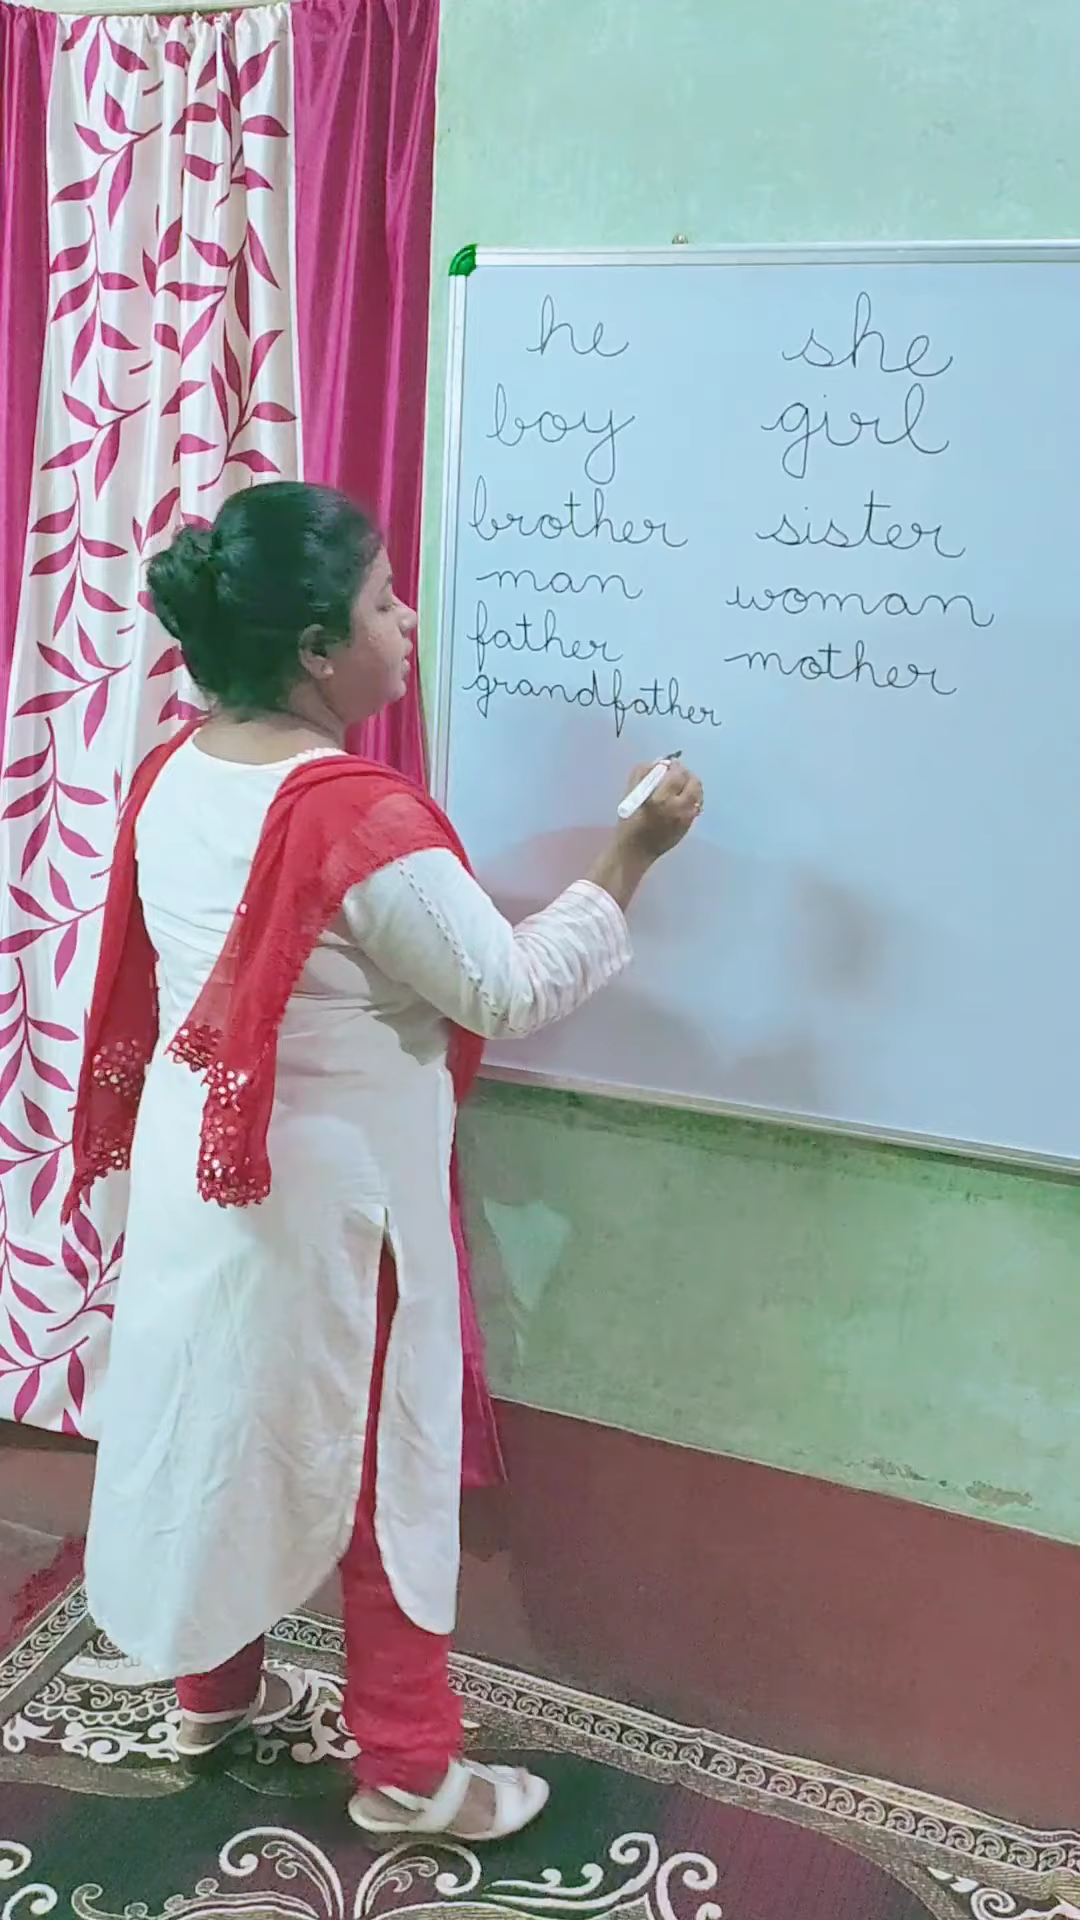 he she
boy girl
brother sister
man woman
father mother
grandfather